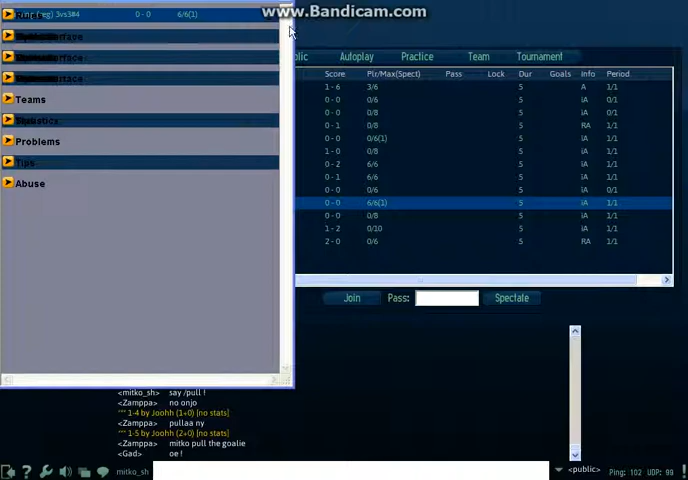 www.Bandicam.com
(reg) 3vs3#4 0 - 0 6/6(1)
Teams
Problems
Tips
Abuse
Autoplay Practice Team Tournament
Score Plr/Max(Spect) Pass Lock Dur Goals Info Period
1 - 6 3/6 5 A 1/1
0 - 0 0/6 5 iA 0/1
0 - 0 0/8 5 iA 0/1
0 - 1 0/8 5 RA 1/1
0 - 0 0/6(1) 5 iA 1/1
1 - 0 0/8 5 iA 1/1
0 - 2 6/6 5 iA 1/1
0 - 1 6/6 5 iA 1/1
0 - 0 0/6 5 iA 0/1
0 - 0 6/6(1) 5 iA 1/1
0 - 0 0/8 5 iA 1/1
1 - 2 0/10 5 iA 1/1
2 - 0 0/6 5 RA 1/1
Join Pass: Spectate
<mitko_sh> say /pull !
<Zamppa> no onjo
*** 1-4 by Joohh (1+0) [no stats]
<Zamppa> pullaa ny
*** 1-5 by Joohh (2+0) [no stats]
<Zamppa> mitko pull the goalie
<Gad> oe !
mitko_sh <public> Ping: 102 UDP: 99